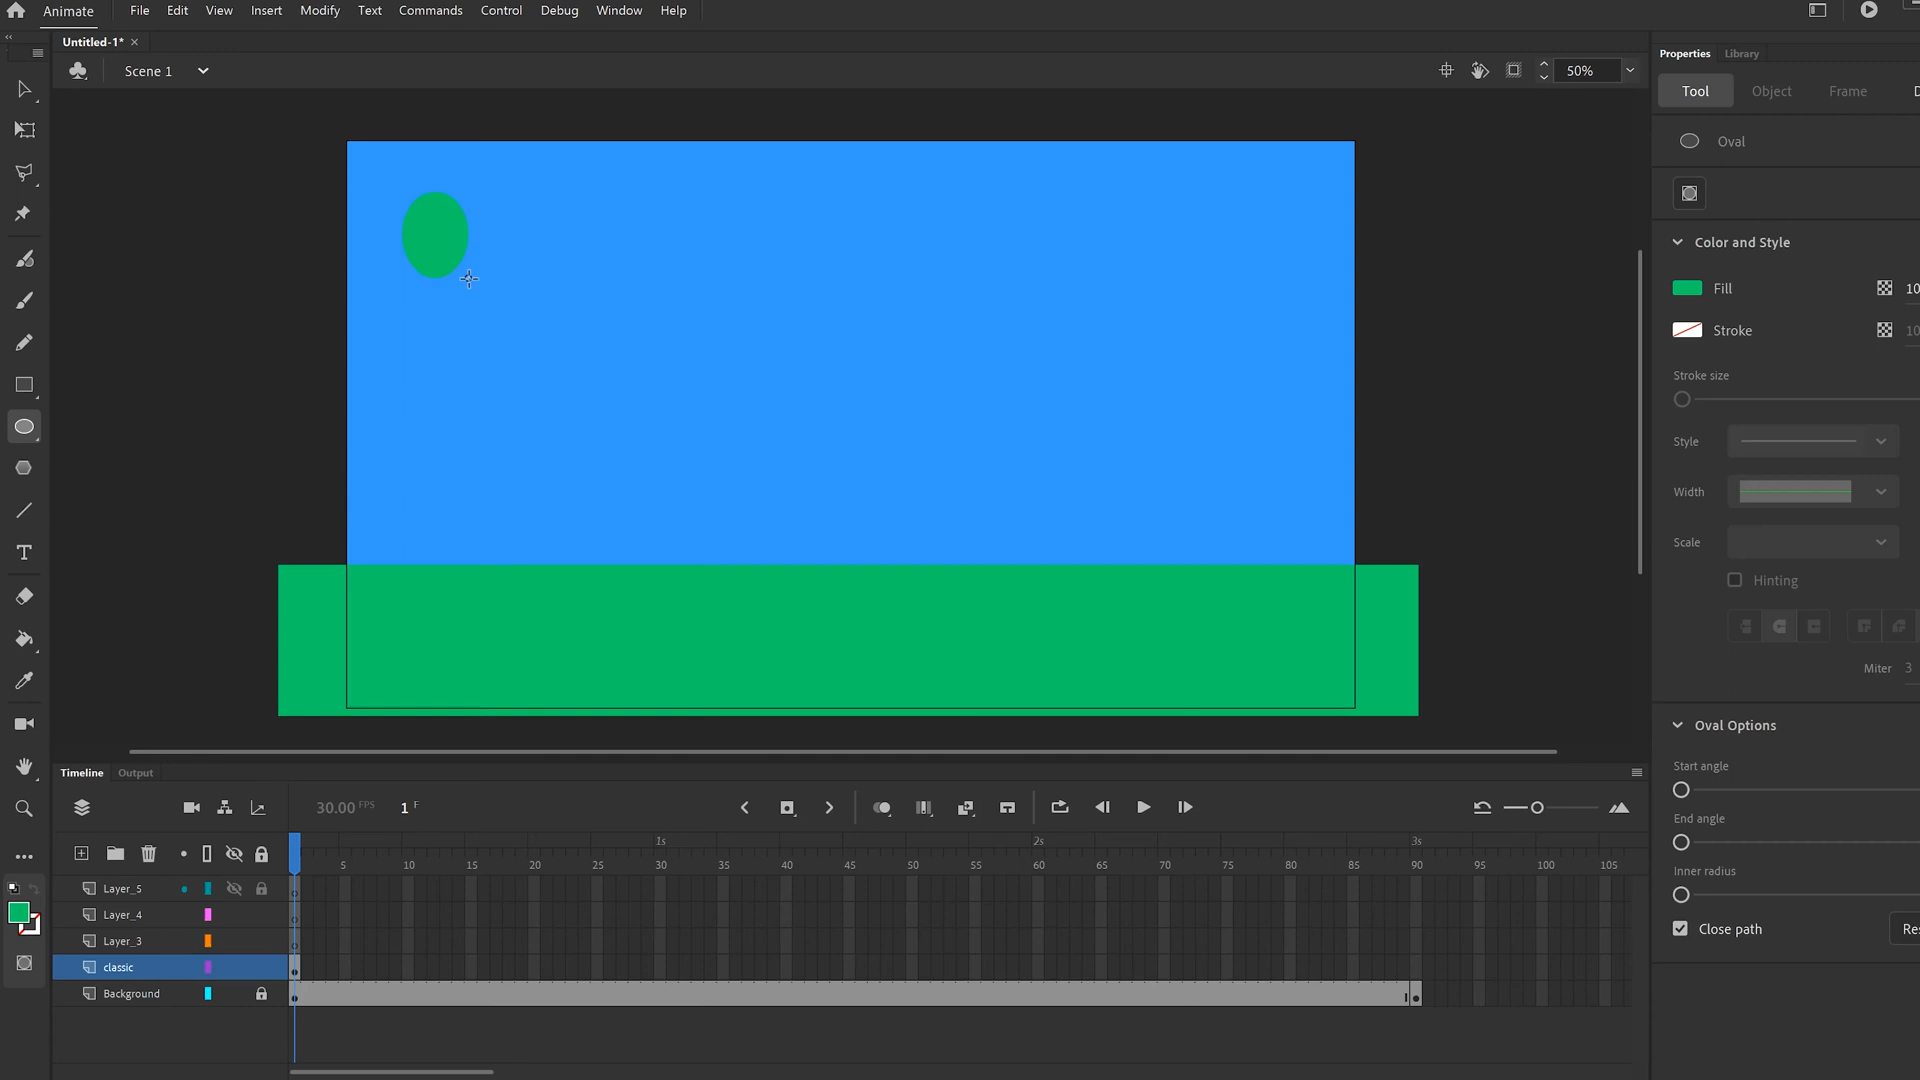 Animate File Edit View Insert Modify Text Commands Control Debug Window Help
Untitled-1*
Properties Library
Scene 1 50%
Tool Object Frame
Oval
Color and Style
Fill 10
Stroke 10
Stroke size
Style
Width
Scale
Hinting
Miter 3
Oval Options
Start angle
End angle
Inner radius
Close path Res
Timeline Output
30.00 FPS 1 F
1s 2s 3s
5 10 15 20 25 30 35 40 45 50 55 60 65 70 75 80 85 90 95 100 105
Layer_5
Layer_4
Layer_3
classic
Background